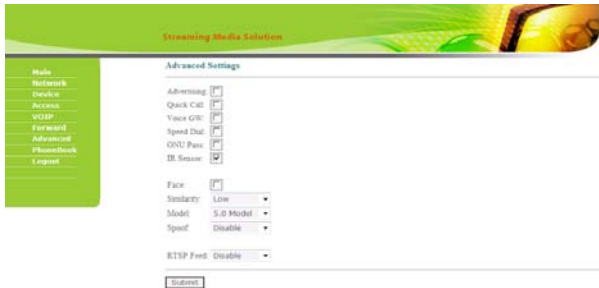 Streaming Media Solution
Main
Network
Device
Access
VOIP
Forward
Advanced
PhoneBook
Logout
Advanced Settings
Advertising:
Quick Call:
Voice GW:
Speed Dial:
ONU Pass:
IR Sensor:
Face:
Similarity: Low
Model: 5.0 Model
Spoof: Disable
RTSP Feed: Disable
Submit